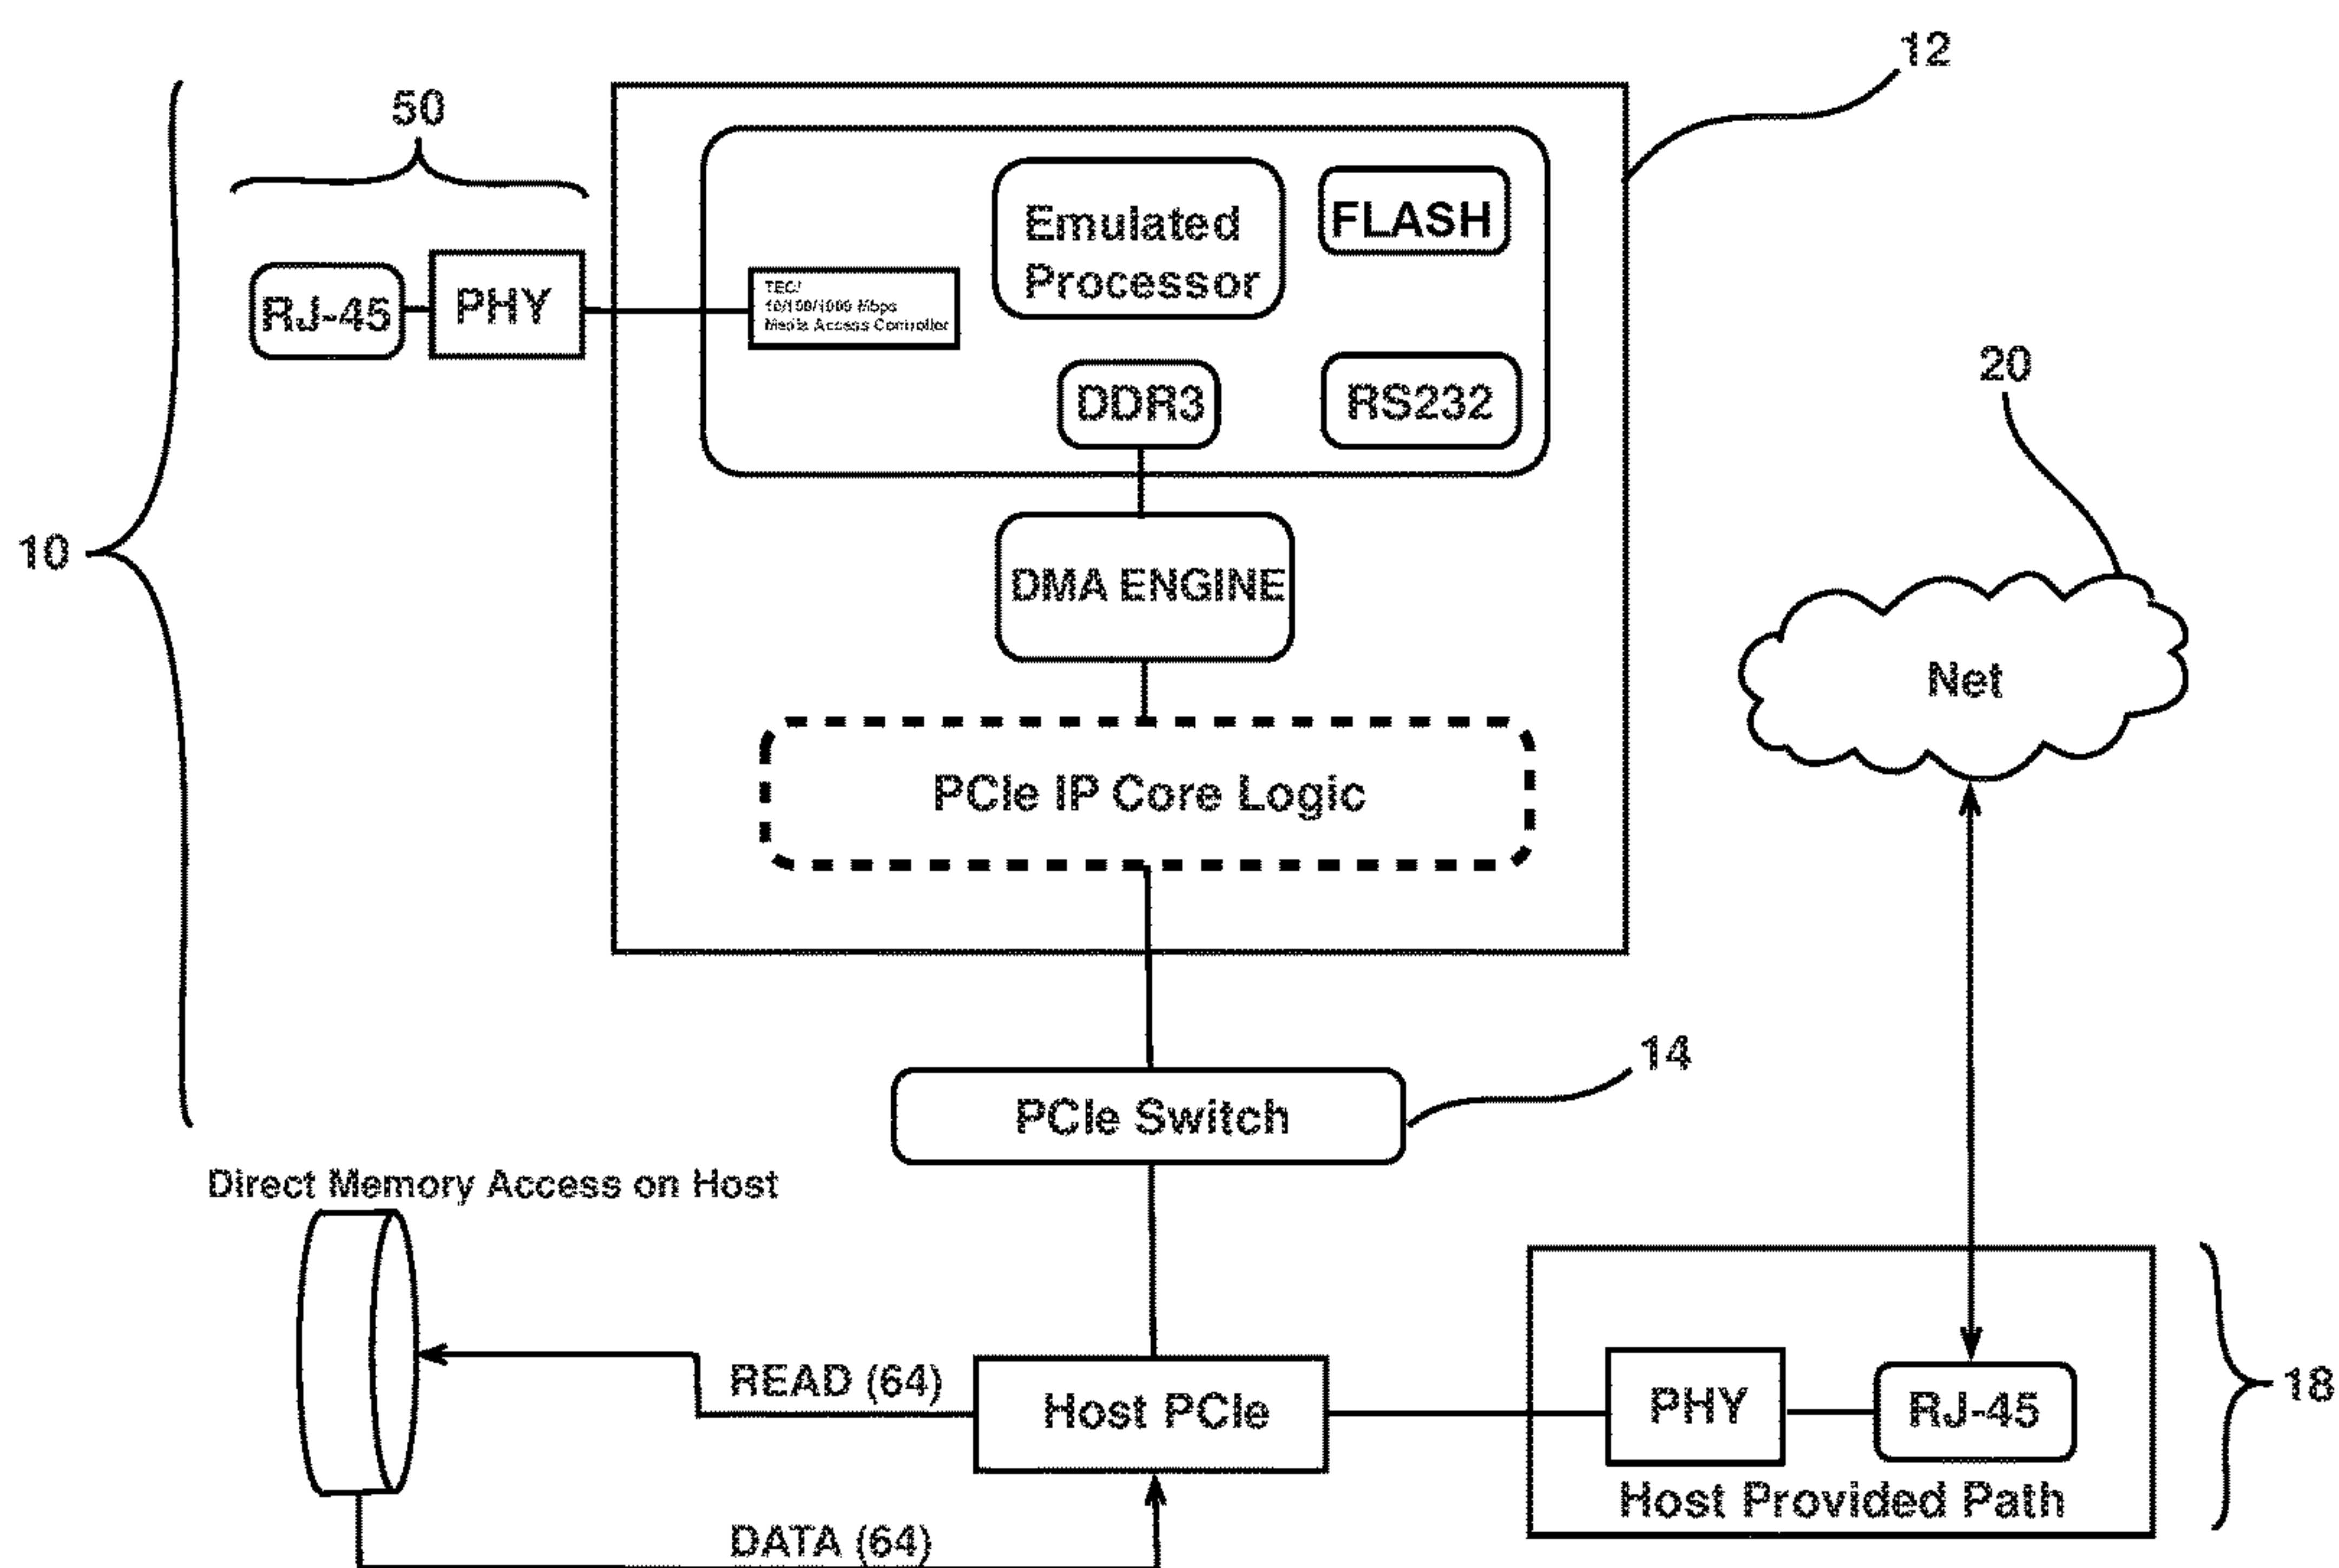 12
50
Emulated
Processor
FLASH
RJ-45
PHY
TEC/
10/100/1000 Mbps
Media Access Controller
DDR3
RS232
20
10
DMA ENGINE
Net
PCIe IP Core Logic
14
PCIe Switch
Direct Memory Access on Host
READ (64)
Host PCIe
PHY
RJ-45
18
Host Provided Path
DATA (64)